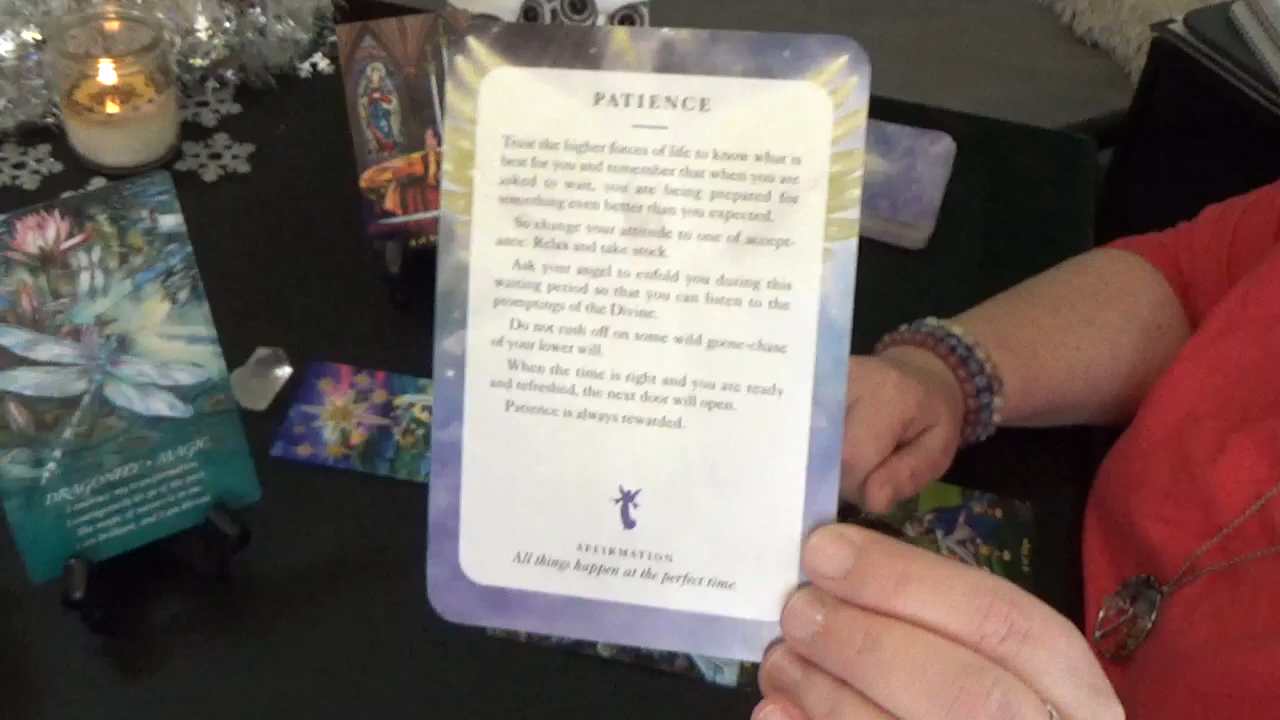 PATIENCE
Trust the higher forces of life to know what is
best for you and remember that when you are
asked to wait, you are being prepared for
something even better than you expected.
So change your attitude to one of accept-
ance. Relax and take stock.
Ask your angel to enfold you during this
waiting period so that you can listen to the
promptings of the Divine.
Do not rush off on some wild goose-chase
of your lower will.
When the time is right and you are ready
and refreshed, the next door will open.
Patience is always rewarded.
AFFIRMATION
All things happen at the perfect time
DRAGONFLY • MAGIC
I embrace my transformation.